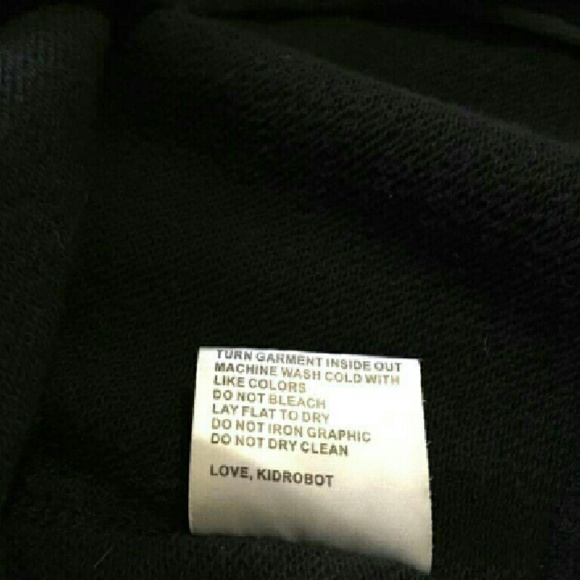 TURN GARMENT INSIDE OUT
MACHINE WASH COLD WITH
LIKE COLORS
DO NOT BLEACH
LAY FLAT TO DRY
DO NOT IRON GRAPHIC
DO NOT DRY CLEAN
LOVE, KIDROBOT